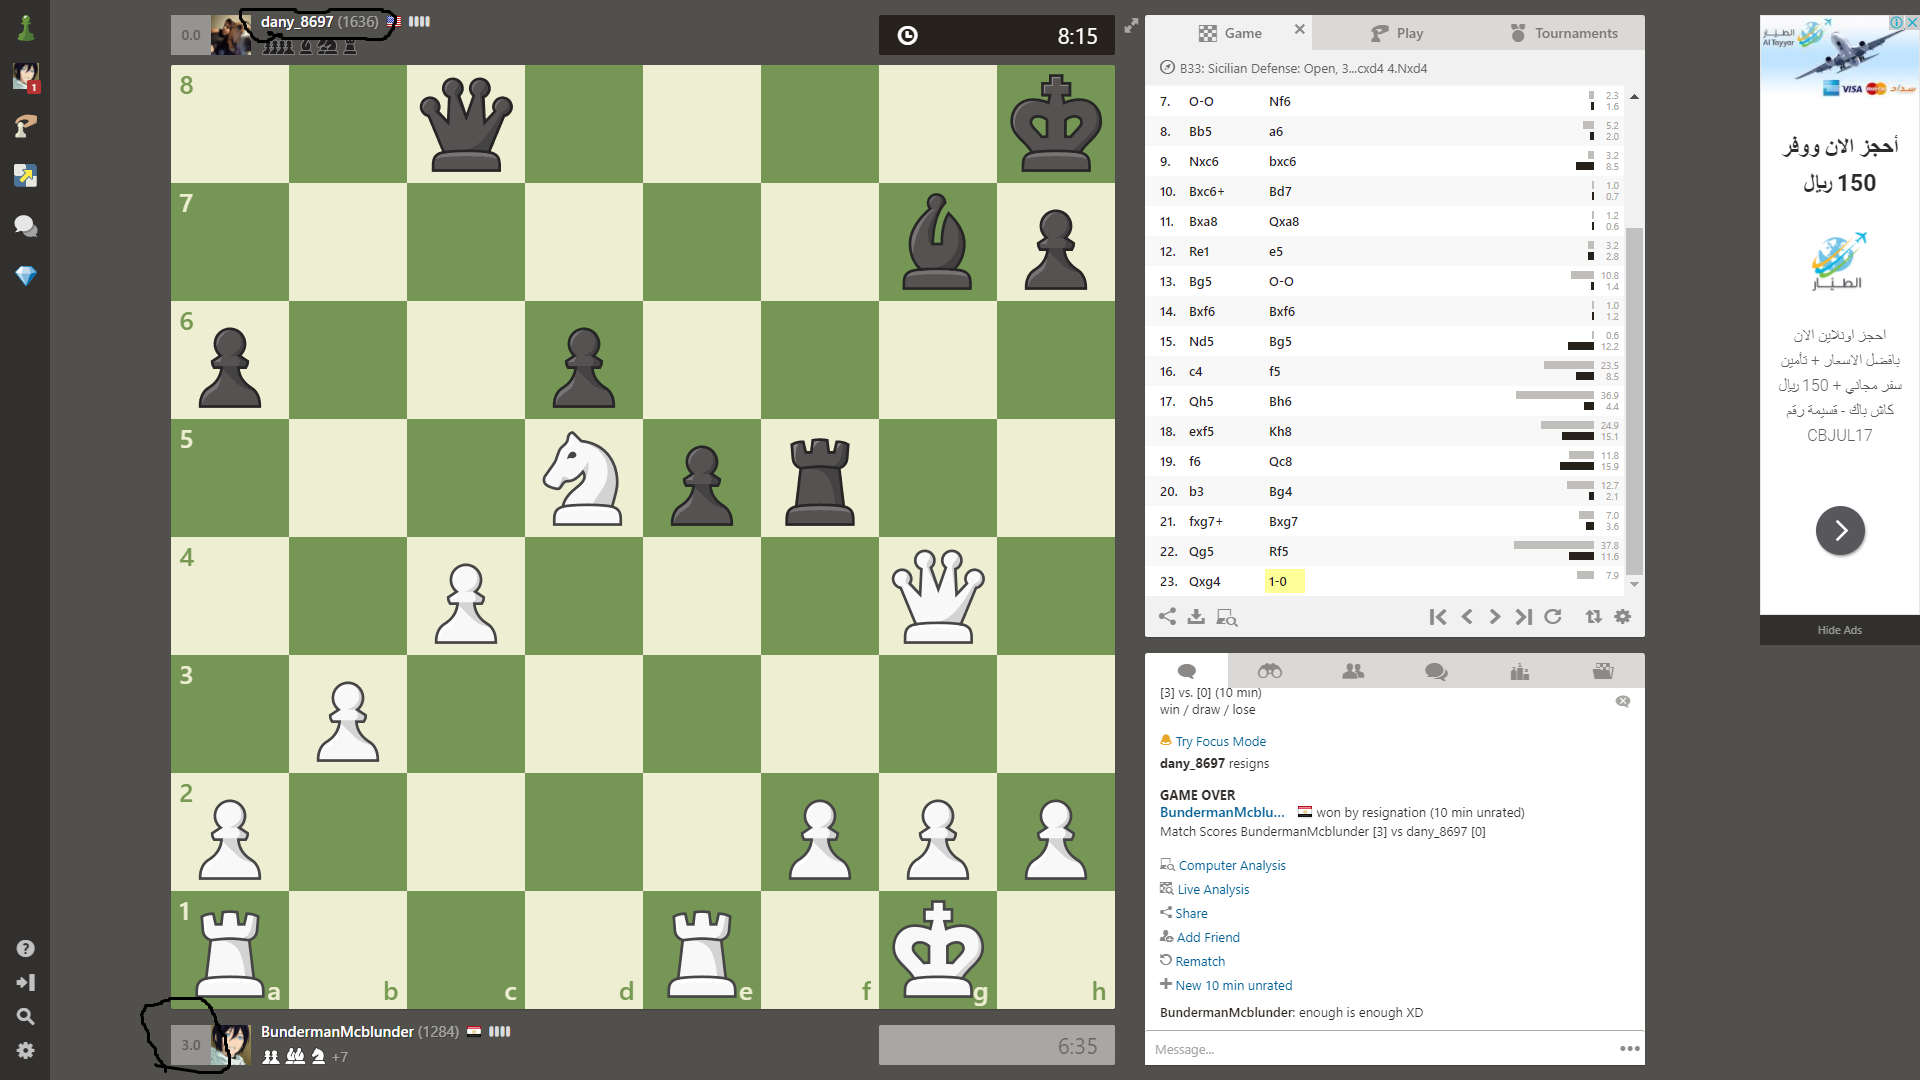 0.0
dany_8697 (1636)
8:15
8
7
6
5
4
3
2
1
a b c d e f g h
3.0
BundermanMcblunder (1284)
+7
6:35
1
Game
Play
Tournaments
B33: Sicilian Defense: Open, 3...cxd4 4.Nxd4
7. O-O Nf6 2.3 1.6
8. Bb5 a6 5.2 2.0
9. Nxc6 bxc6 3.2 8.5
10. Bxc6+ Bd7 1.0 0.7
11. Bxa8 Qxa8 1.2 0.6
12. Re1 e5 3.2 2.8
13. Bg5 O-O 10.8 1.4
14. Bxf6 Bxf6 1.0 1.2
15. Nd5 Bg5 0.6 12.2
16. c4 f5 23.5 8.5
17. Qh5 Bh6 36.9 4.4
18. exf5 Kh8 24.9 15.1
19. f6 Qc8 11.8 15.9
20. b3 Bg4 12.7 2.1
21. fxg7+ Bxg7 7.0 3.6
22. Qg5 Rf5 37.8 11.6
23. Qxg4 1-0 7.9
[3] vs. [0] (10 min)
win / draw / lose
Try Focus Mode
dany_8697 resigns
GAME OVER
BundermanMcblu... won by resignation (10 min unrated)
Match Scores BundermanMcblunder [3] vs dany_8697 [0]
Computer Analysis
Live Analysis
Share
Add Friend
Rematch
New 10 min unrated
BundermanMcblunder: enough is enough XD
Message...
الطيّار
Al Tayyar
VISA
سداد
أحجز الان ووفر
150 ريال
الطيّار
احجز اونلاين الان
بافضل الاسعار + تأمين
سفر مجاني + 150 ريال
كاش باك - قسيمة رقم
CBJUL17
Hide Ads